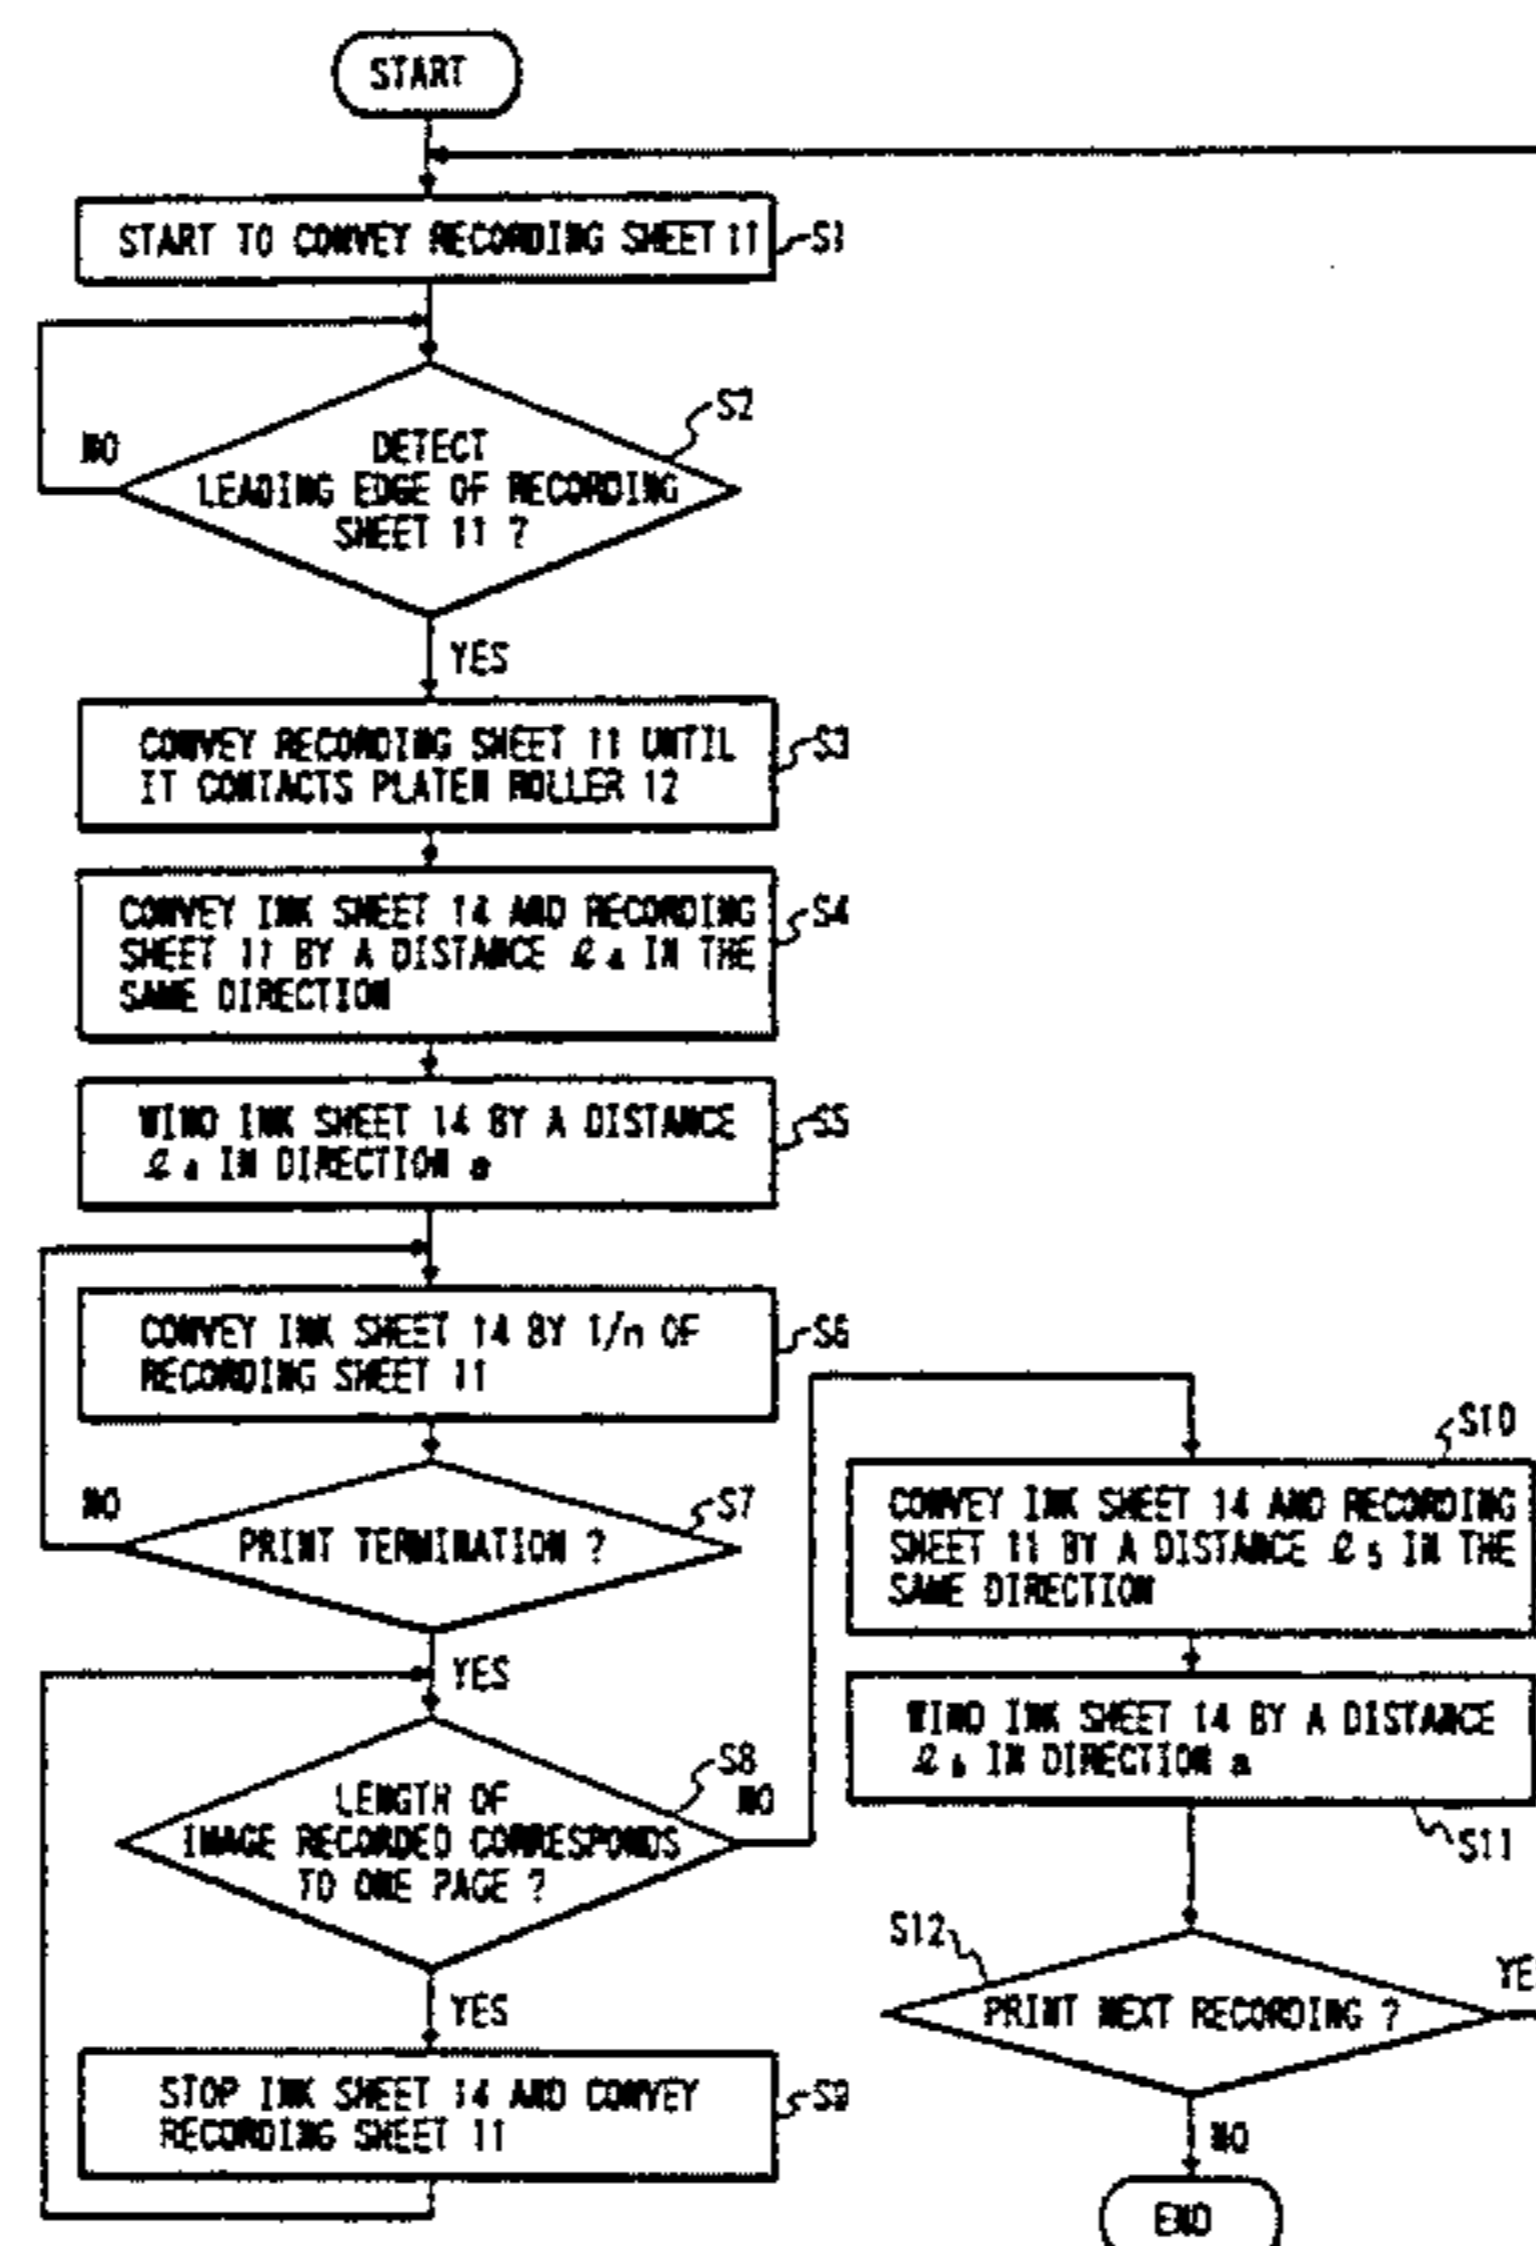 START
START TO CONVEY RECORDING SHEET 11
S1
DETECT
LEADING EDGE OF RECORDING
SHEET 11 ?
S2
NO
YES
CONVEY RECORDING SHEET 11 UNTIL
IT CONTACTS PLATEN ROLLER 12
S3
CONVEY INK SHEET 14 AND RECORDING
SHEET 11 BY A DISTANCE ℓ4 IN THE
SAME DIRECTION
S4
WIND INK SHEET 14 BY A DISTANCE
IN DIRECTION
S5
CONVEY INK SHEET 14 BY 1/n OF
RECORDING SHEET 11
S6
NO
PRINT TERMINATION ?
S7
YES
LENGTH OF
IMAGE RECORDED CORRESPONDS
TO ONE PAGE ?
S8
NO
YES
STOP INK SHEET 14 AND CONVEY
RECORDING SHEET 11
S9
S10
CONVEY INK SHEET 14 AND RECORDING
SHEET 11 BY A DISTANCE ℓ5 IN THE
SAME DIRECTION
WIND INK SHEET 14 BY A DISTANCE
IN DIRECTION a
S11
S12
PRINT NEXT RECORDING ?
YE
NO
END